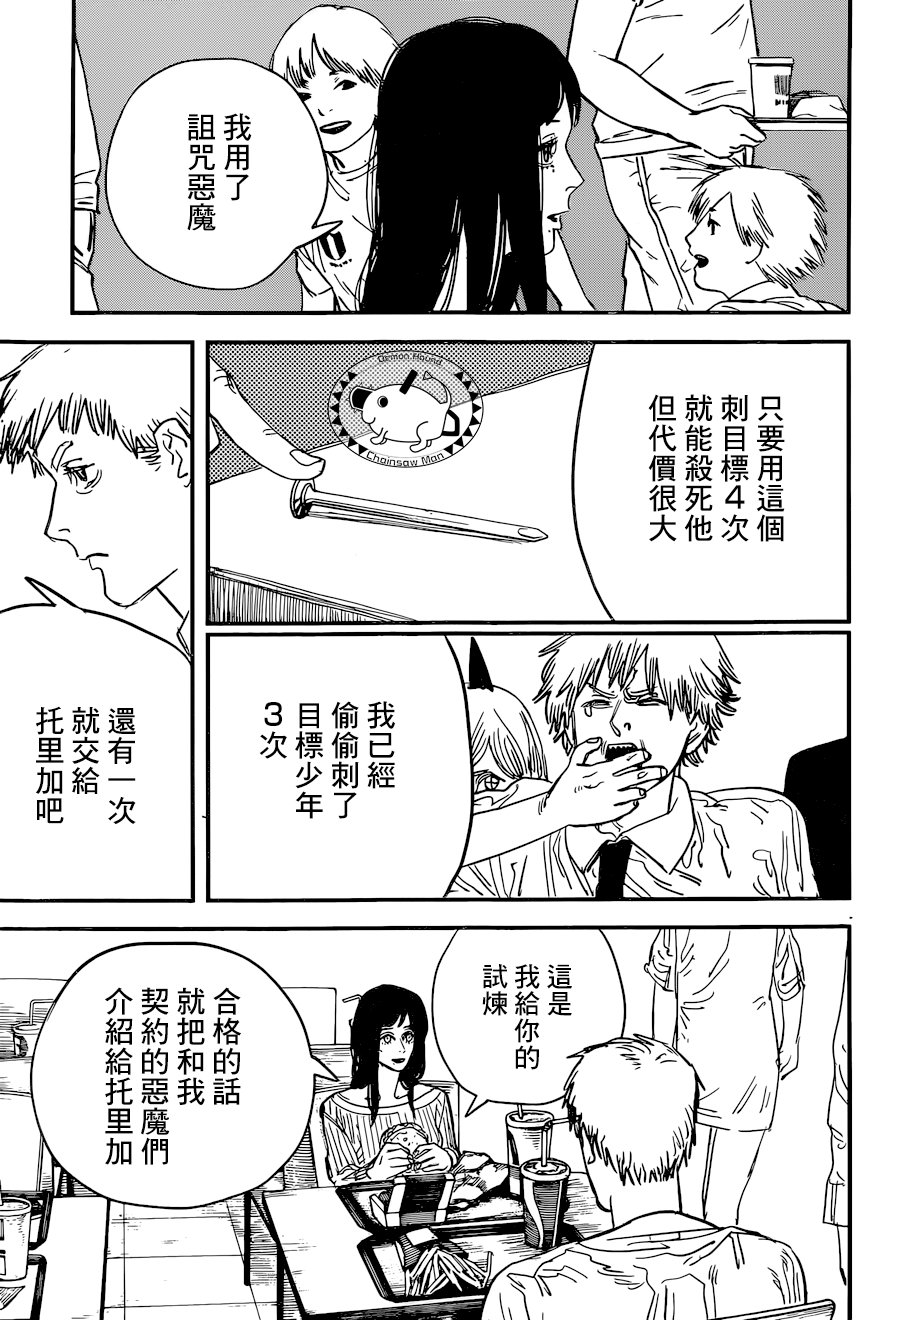 我用了
詛咒惡魔
只要用這個
刺目標4次
就能殺死他
但代價很大
Demon Hound
Chainsaw Man
我已經
偷偷刺了
目標少年
3次
還有一次
就交給
托里加吧
這是
我給你的
試煉
合格的話
就把和我
契約的惡魔們
介紹給托里加